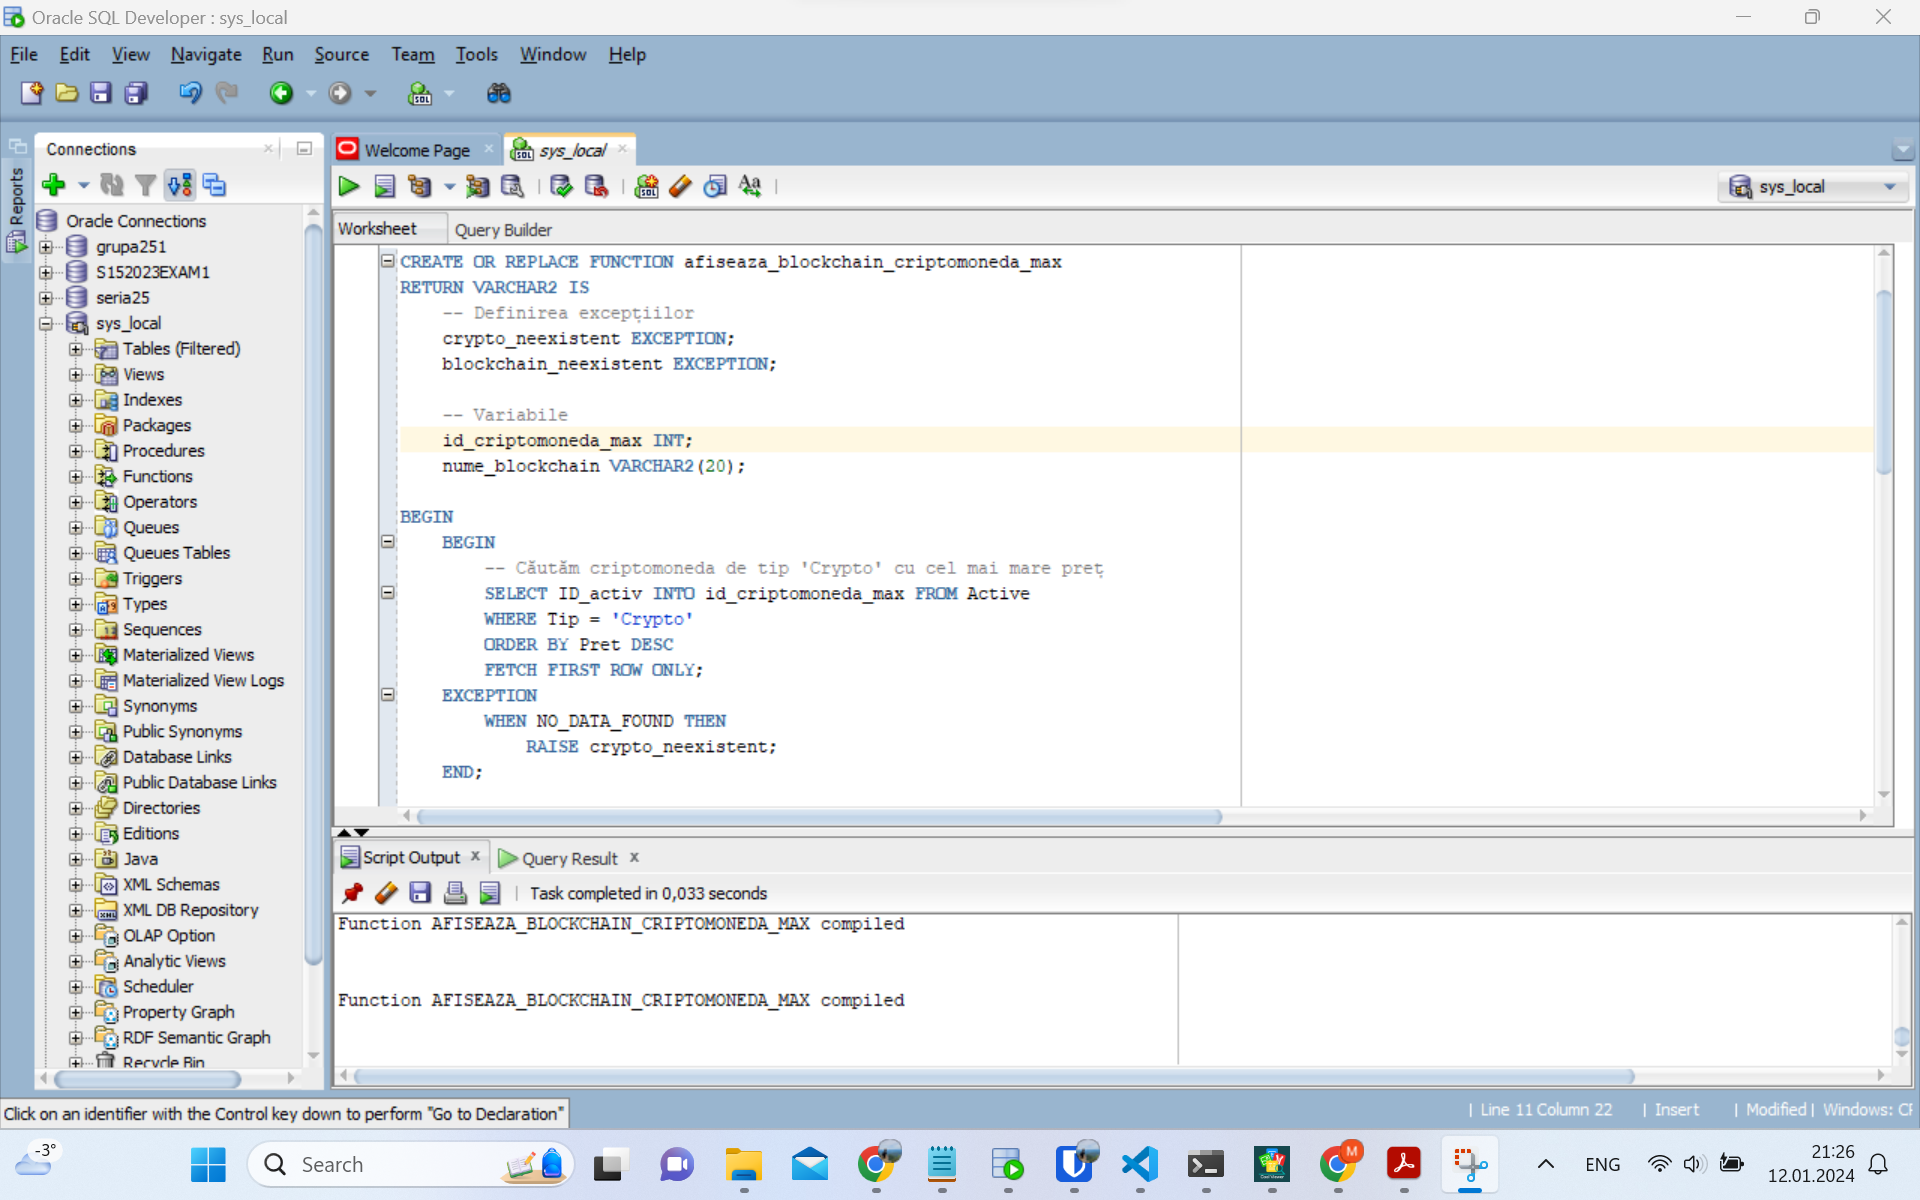 Oracle SQL Developer : sys_local
File Edit View Navigate Run Source Team Tools Window Help
Reports
Connections
Oracle Connections
grupa251
S152023EXAM1
seria25
sys_local
Tables (Filtered)
Views
Indexes
Packages
Procedures
Functions
Operators
Queues
Queues Tables
Triggers
Types
Sequences
Materialized Views
Materialized View Logs
Synonyms
Public Synonyms
Database Links
Public Database Links
Directories
Editions
Java
XML Schemas
XML DB Repository
OLAP Option
Analytic Views
Scheduler
Property Graph
RDF Semantic Graph
Recycle Bin
Welcome Page
sys_local
sys_local
Worksheet Query Builder
CREATE OR REPLACE FUNCTION afiseaza_blockchain_criptomoneda_max
RETURN VARCHAR2 IS
-- Definirea excepțiilor
crypto_neexistent EXCEPTION;
blockchain_neexistent EXCEPTION;
-- Variabile
id_criptomoneda_max INT;
nume_blockchain VARCHAR2(20);
BEGIN
BEGIN
-- Căutăm criptomoneda de tip 'Crypto' cu cel mai mare preț
SELECT ID_activ INTO id_criptomoneda_max FROM Active
WHERE Tip = 'Crypto'
ORDER BY Pret DESC
FETCH FIRST ROW ONLY;
EXCEPTION
WHEN NO_DATA_FOUND THEN
RAISE crypto_neexistent;
END;
Script Output Query Result
Task completed in 0,033 seconds
Function AFISEAZA_BLOCKCHAIN_CRIPTOMONEDA_MAX compiled
Function AFISEAZA_BLOCKCHAIN_CRIPTOMONEDA_MAX compiled
Click on an identifier with the Control key down to perform "Go to Declaration"
Line 11 Column 22 | Insert | Modified | Windows: CF
-3°
Search
ENG
21:26
12.01.2024